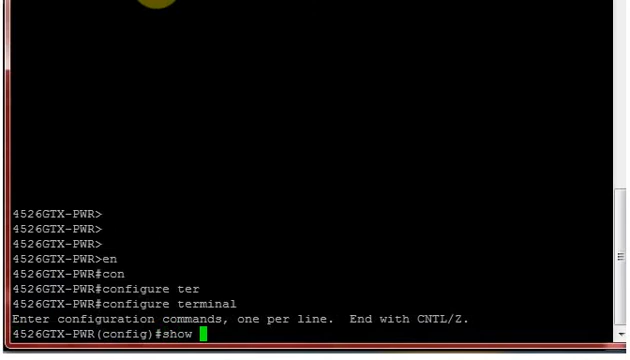 4526GTX-PWR>
4526GTX-PWR>
4526GTX-PWR>
4526GTX-PWR>en
4526GTX-PWR#con
4526GTX-PWR#configure ter
4526GTX-PWR#configure terminal
Enter configuration commands, one per line.  End with CNTL/Z.
4526GTX-PWR(config)#show